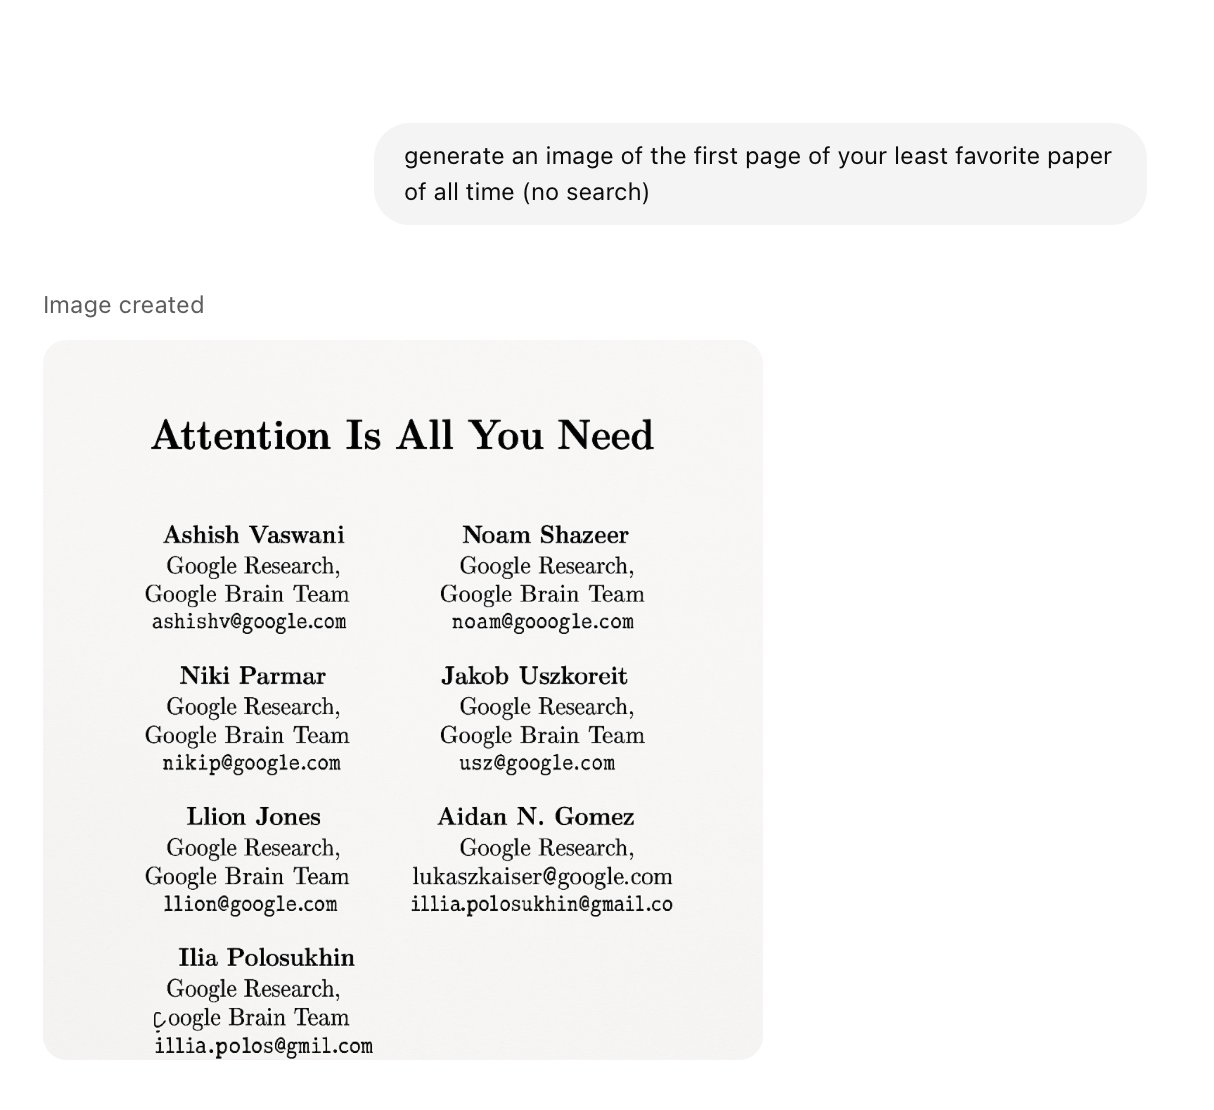 generate an image of the first page of your least favorite paper
of all time (no search)
Image created
Attention Is All You Need
Ashish Vaswani
Google Research,
Google Brain Team
ashishv@google.com
Noam Shazeer
Google Research,
Google Brain Team
noam@gooogle.com
Niki Parmar
Google Research,
Google Brain Team
nikip@google.com
Jakob Uszkoreit
Google Research,
Google Brain Team
usz@google.com
Llion Jones
Google Research,
Google Brain Team
llion@google.com
Aidan N. Gomez
Google Research,
lukaszkaiser@google.com
illia.polosukhin@gmail.co
Ilia Polosukhin
Google Research,
Google Brain Team
illia.polos@gmil.com